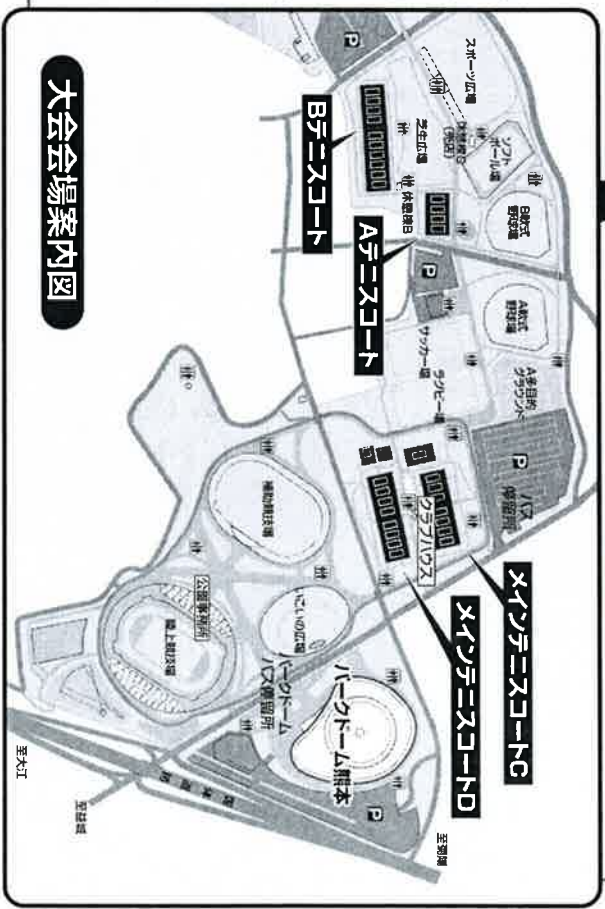 大会会場案内図
スポーツ広場
ソフト
ボール場
(売店)
芝生広場
B軟式
野球場
休憩棟B
Bテニスコート
Aテニスコート
P
P
A軟式
野球場
サッカー場
ラグビー場
A多目的
グラウンド
P
バス
停留所
クラブハウス
メインテニスコートC
メインテニスコートD
補助競技場
公園事務所
陸上競技場
いこいの広場
パークドーム
バス停留所
パークドーム熊本
P
至大江
至益城